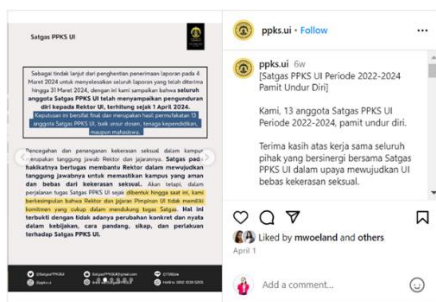 Satgas PPKS UI
Sebagai tindak lanjut dari penghentian penerimaan laporan pada 4
Maret 2024 untuk menyelesaikan seluruh laporan yang telah diterima
hingga 31 Maret 2024, dengan ini kami sampaikan bahwa seluruh
anggota Satgas PPKS UI telah menyampaikan pengunduran
diri kepada Rektor UI, terhitung sejak 1 April 2024.
Keputusan ini bersifat final dan merupakan hasil permufakatan 13
anggota Satgas PPKS UI, baik unsur dosen, tenaga kependidikan,
maupun mahasiswa.
Pencegahan dan penanganan kekerasan seksual dalam kampus
merupakan tanggung jawab Rektor dan jajarannya. Satgas pada
hakikatnya bertugas membantu Rektor dalam mewujudkan
tanggung jawabnya untuk memastikan kampus yang aman
dan bebas dari kekerasan seksual. Akan tetapi, dalam
perjalanan tugas Satgas PPKS UI sejak dibentuk hingga saat ini, kami
berkesimpulan bahwa Rektor dan jajaran Pimpinan UI tidak memiliki
komitmen yang cukup dalam mendukung tugas Satgas. Hal ini
terbukti dengan tidak adanya perubahan konkret dan nyata
dalam kebijakan, cara pandang, sikap, dan perlakuan
terhadap Satgas PPKS UI.
ppks.ui • Follow
ppks.ui 6w
[Satgas PPKS UI Periode 2022-2024
Pamit Undur Diri]
Kami, 13 anggota Satgas PPKS UI
Periode 2022-2024, pamit undur diri.
Terima kasih atas kerja sama seluruh
pihak yang bersinergi bersama Satgas
PPKS UI dalam upaya mewujudkan UI
bebas kekerasan seksual.
Liked by mwoeland and others
April 1
Add a comment...